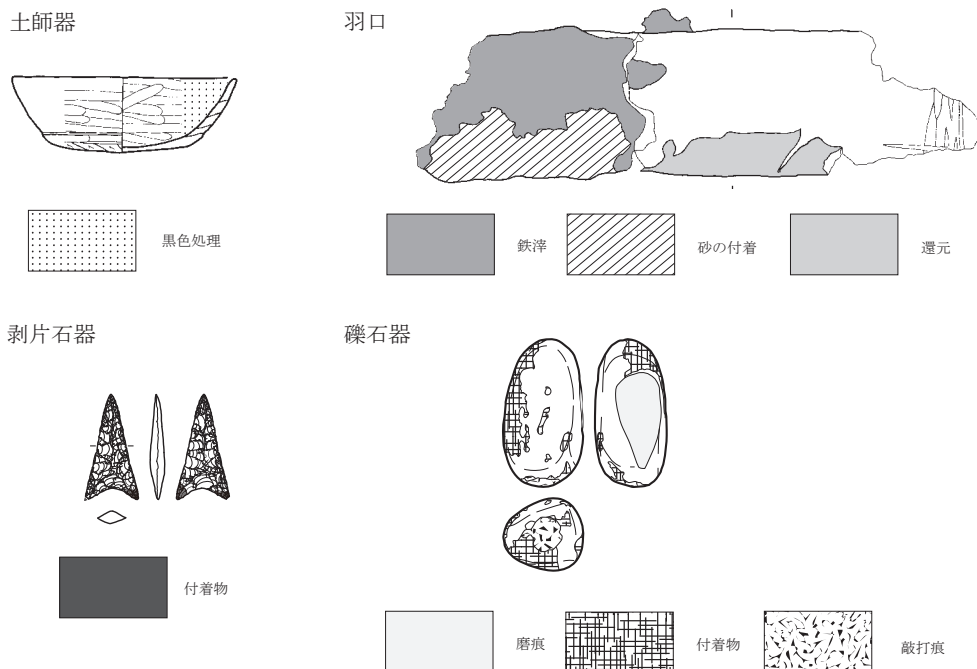 土師器
羽口
黒色処理
鉄滓
砂の付着
還元
剥片石器
礫石器
付着物
磨痕
付着物
敲打痕